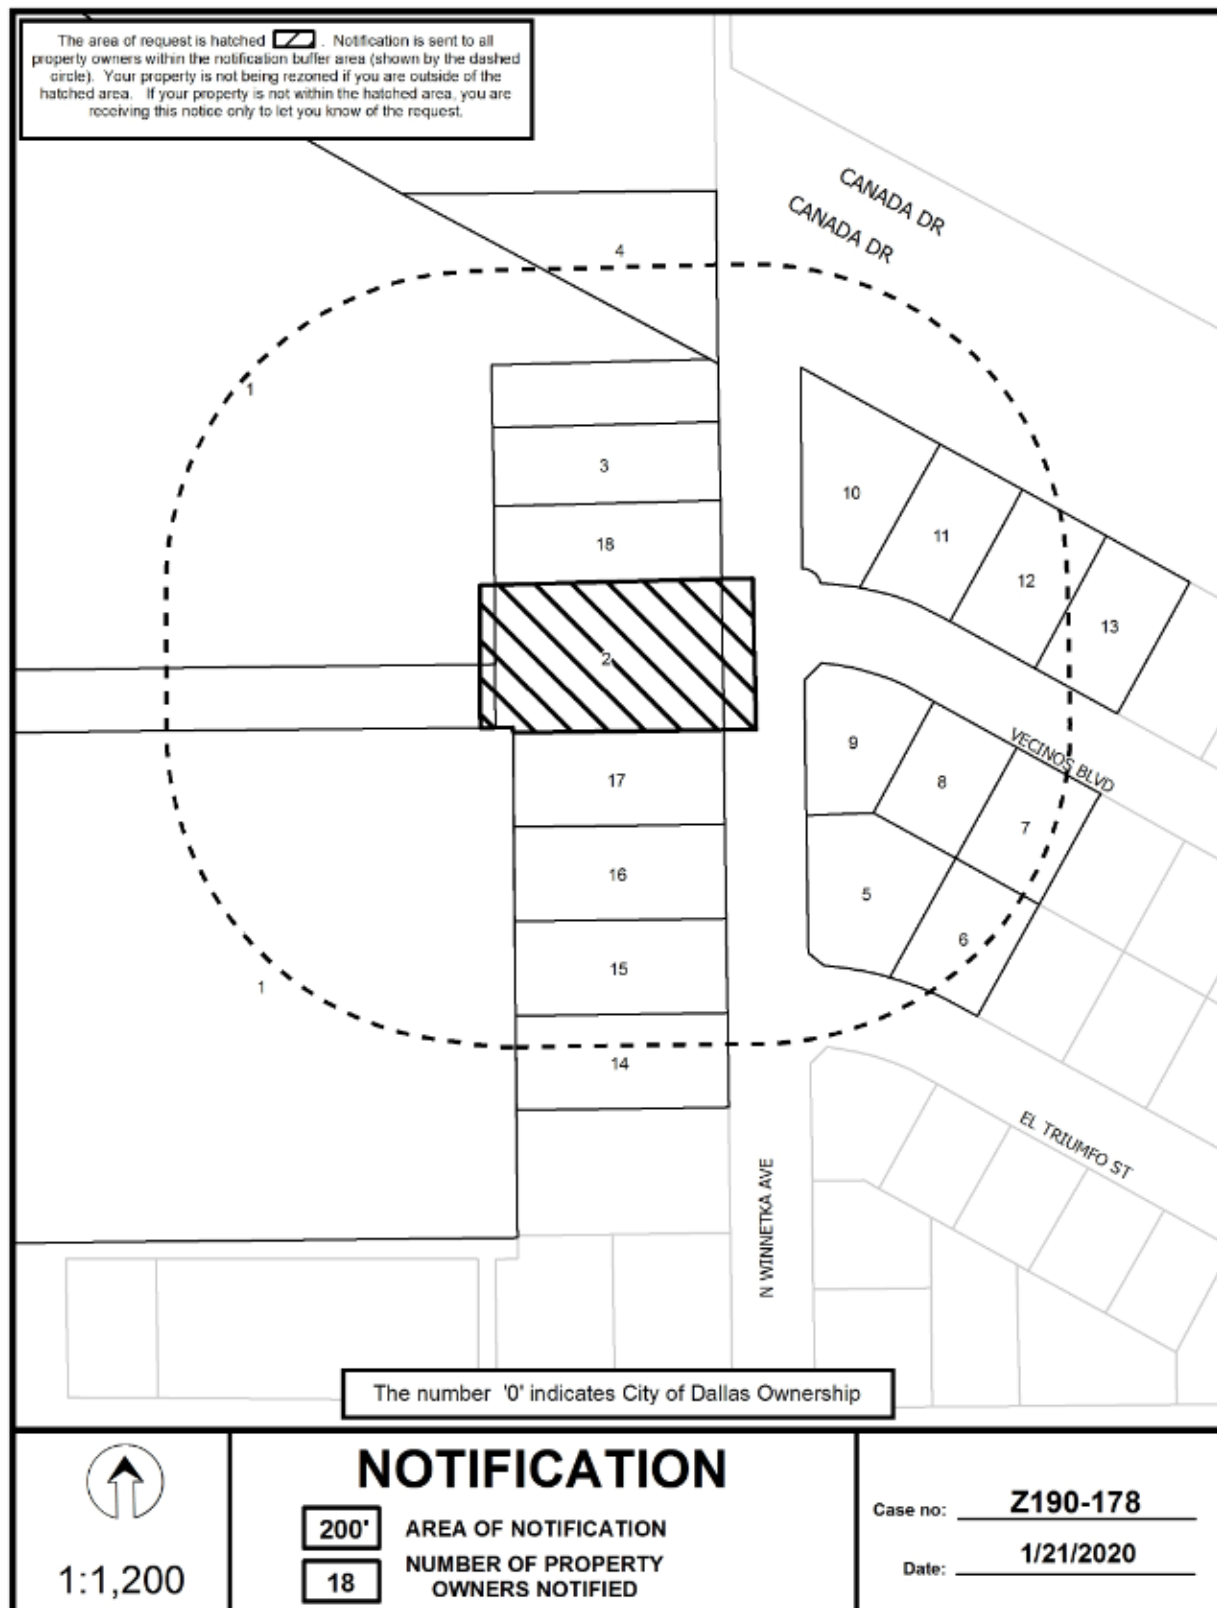 The area of request is hatched . Notification is sent to all
property owners within the notification buffer area (shown by the dashed
circle). Your property is not being rezoned if you are outside of the
hatched area. If your property is not within the hatched area, you are
receiving this notice only to let you know of the request.
CANADA DR
CANADA DR
4
1
3
10
18
11
12
13
2
9
VECINOS BLVD
17
8
7
16
5
6
15
1
14
EL TRIUMFO ST
N WINNETKA AVE
The number '0' indicates City of Dallas Ownership
1:1,200
NOTIFICATION
200' AREA OF NOTIFICATION
18 NUMBER OF PROPERTY
OWNERS NOTIFIED
Case no: Z190-178
Date: 1/21/2020